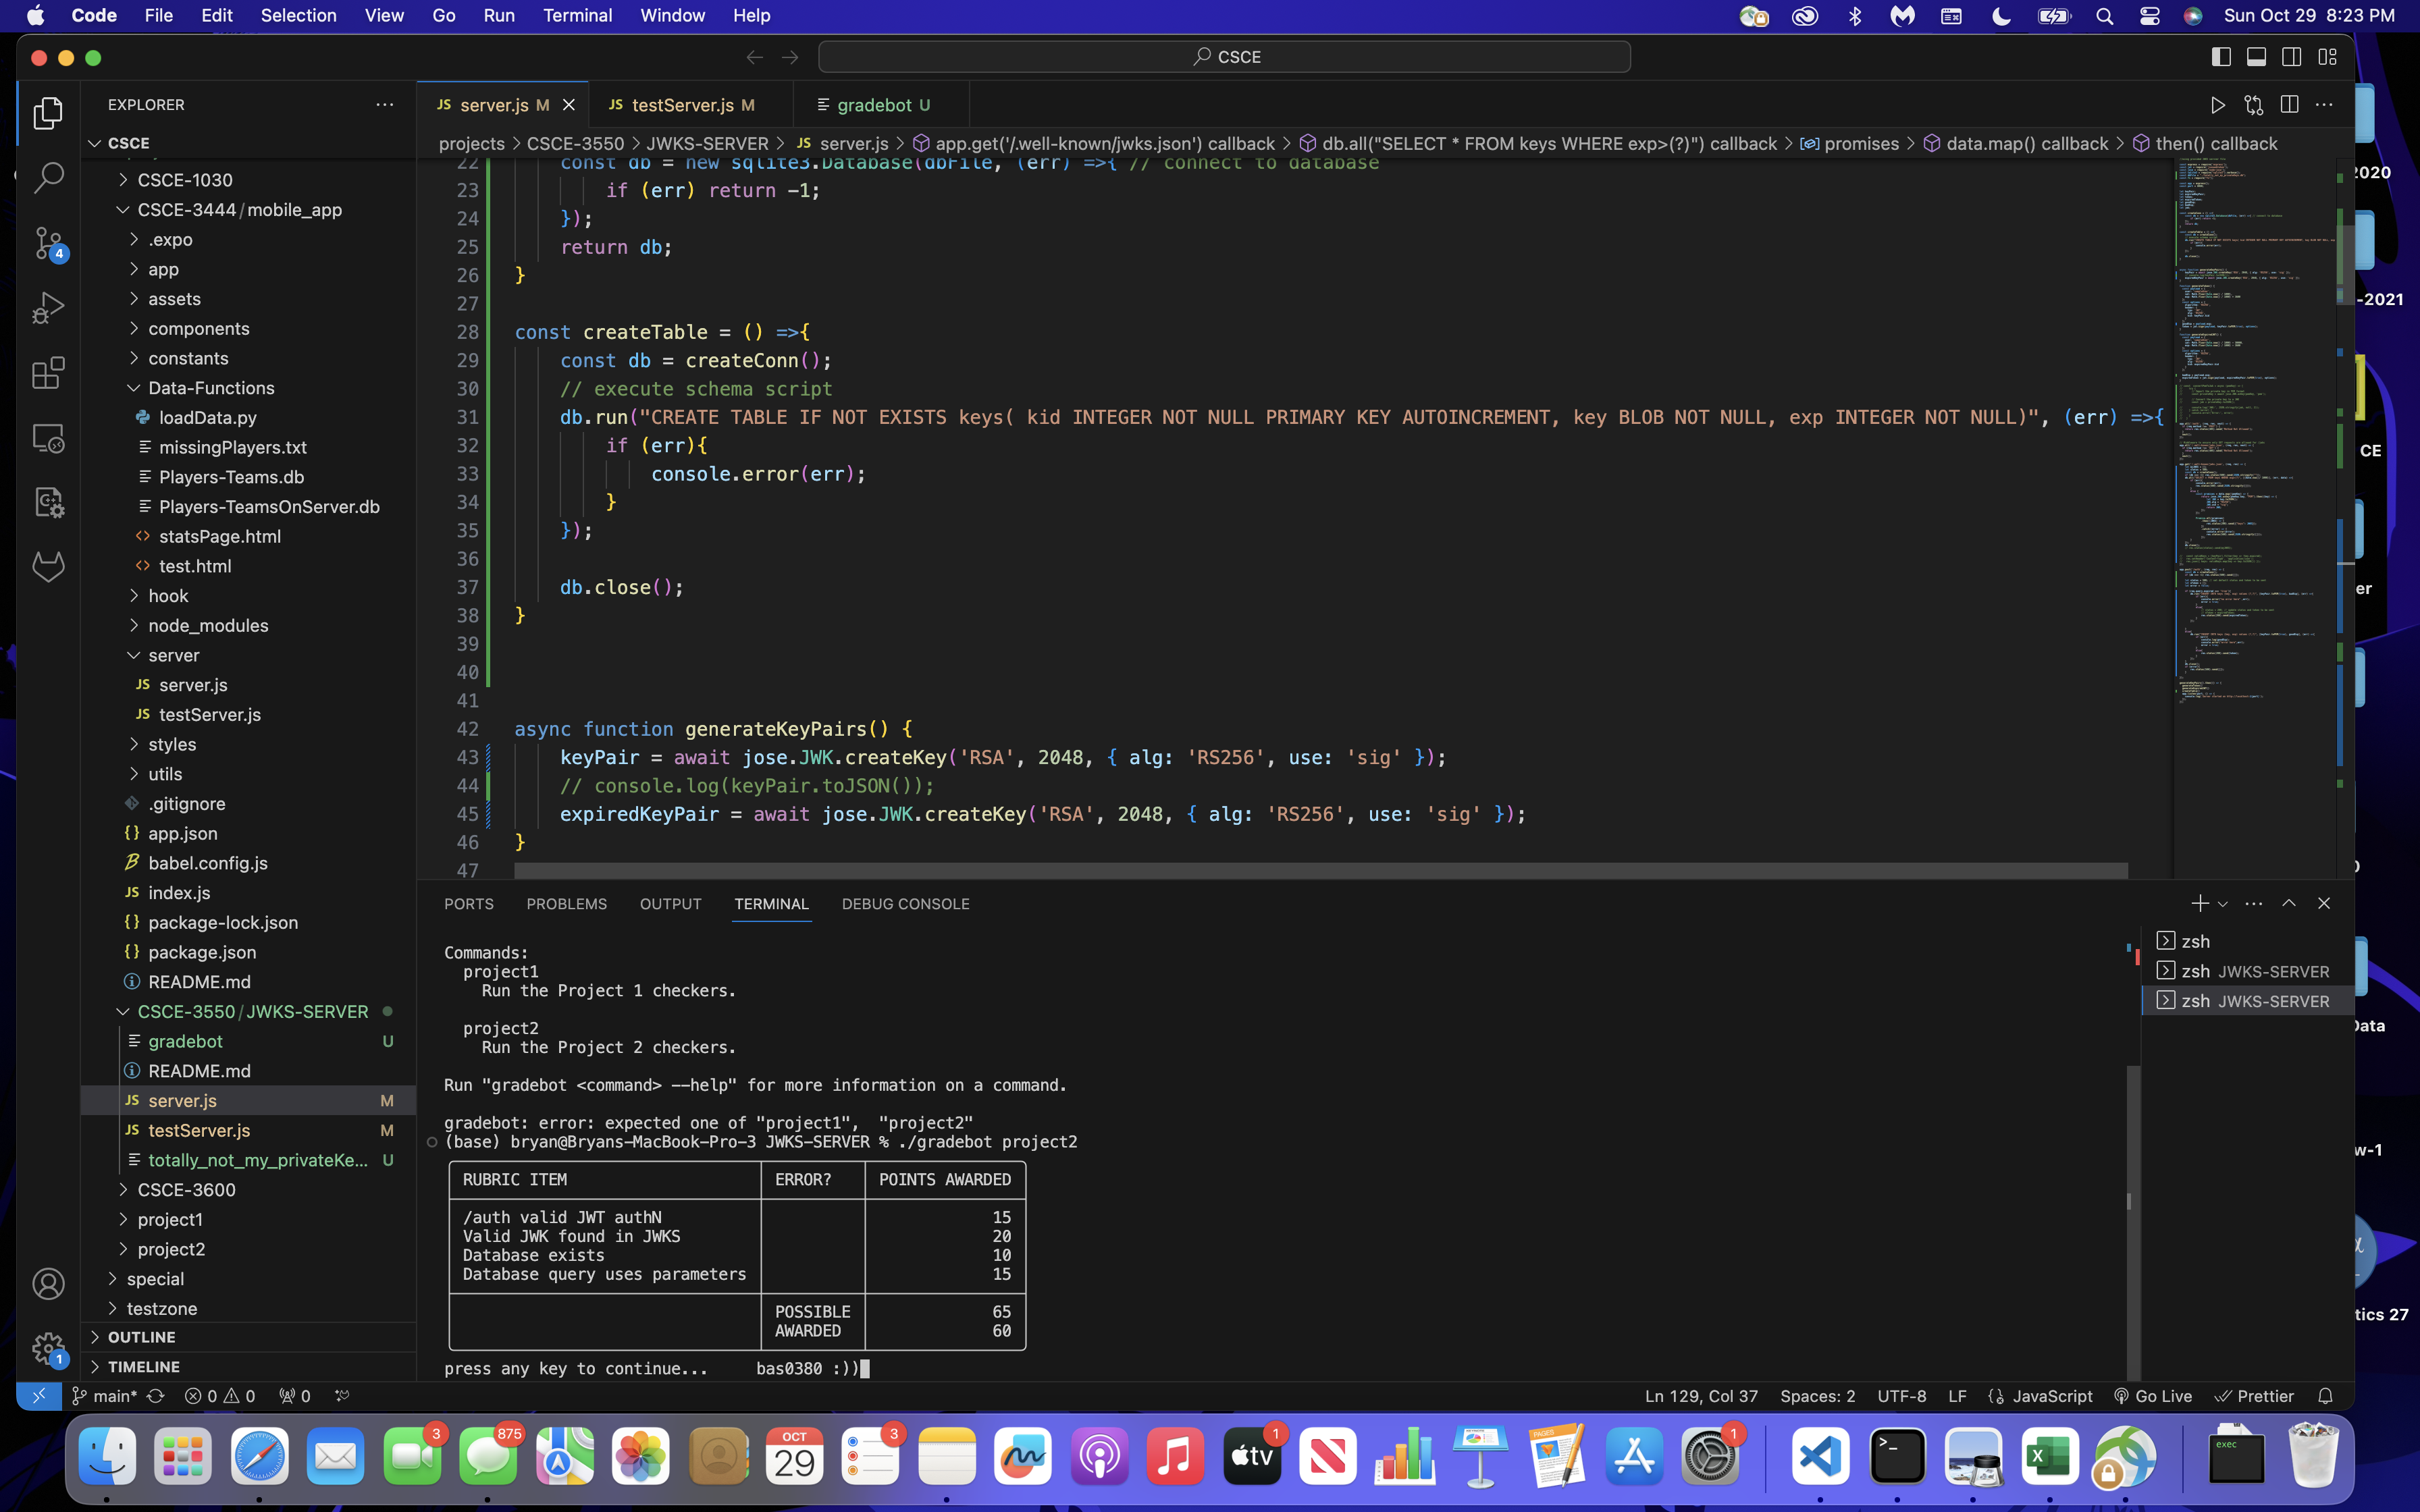 Code File Edit Selection View Go Run Terminal Window Help
Sun Oct 29 8:23 PM
CSCE
EXPLORER
CSCE
CSCE-1030
CSCE-3444/mobile_app
.expo
app
assets
components
constants
Data-Functions
loadData.py
missingPlayers.txt
Players-Teams.db
Players-TeamsOnServer.db
statsPage.html
test.html
hook
node_modules
server
JS server.js
JS testServer.js
styles
utils
.gitignore
app.json
babel.config.js
JS index.js
package-lock.json
package.json
README.md
CSCE-3550/JWKS-SERVER
gradebot U
README.md
JS server.js M
JS testServer.js M
totally_not_my_privateKe... U
CSCE-3600
project1
project2
special
testzone
OUTLINE
TIMELINE
4
1
JS server.js M
JS testServer.js M
gradebot U
projects > CSCE-3550 > JWKS-SERVER > JS server.js > app.get('/.well-known/jwks.json') callback > db.all("SELECT * FROM keys WHERE exp>(?)") callback > promises > data.map() callback > then() callback
22 const db = new sqlite3.Database(dbFile, (err) =>{ // connect to database
23 if (err) return -1;
24 });
25 return db;
26 }
27
28 const createTable = () =>{
29 const db = createConn();
30 // execute schema script
31 db.run("CREATE TABLE IF NOT EXISTS keys( kid INTEGER NOT NULL PRIMARY KEY AUTOINCREMENT, key BLOB NOT NULL, exp INTEGER NOT NULL)", (err) =>{
32 if (err){
33 console.error(err);
34 }
35 });
36
37 db.close();
38 }
39
40
41
42 async function generateKeyPairs() {
43 keyPair = await jose.JWK.createKey('RSA', 2048, { alg: 'RS256', use: 'sig' });
44 // console.log(keyPair.toJSON());
45 expiredKeyPair = await jose.JWK.createKey('RSA', 2048, { alg: 'RS256', use: 'sig' });
46 }
47
PORTS PROBLEMS OUTPUT TERMINAL DEBUG CONSOLE
Commands:
project1
Run the Project 1 checkers.
project2
Run the Project 2 checkers.
Run "gradebot <command> --help" for more information on a command.
gradebot: error: expected one of "project1", "project2"
(base) bryan@Bryans-MacBook-Pro-3 JWKS-SERVER % ./gradebot project2
RUBRIC ITEM ERROR? POINTS AWARDED
/auth valid JWT authN 15
Valid JWK found in JWKS 20
Database exists 10
Database query uses parameters 15
POSSIBLE 65
AWARDED 60
press any key to continue... bas0380 :))
zsh
zsh JWKS-SERVER
zsh JWKS-SERVER
main* 0 0 0
Ln 129, Col 37 Spaces: 2 UTF-8 LF JavaScript Go Live Prettier
2020
-2021
CE
er
Data
w-1
tics 27
3
875
OCT
29
3
tv
1
PAGES
1
exec